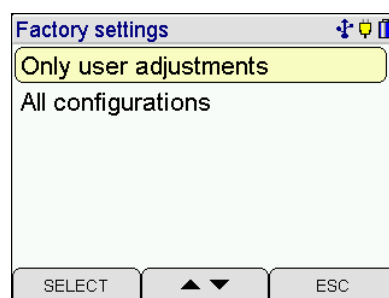 Factory settings
Only user adjustments
All configurations
SELECT ▲ ▼ ESC